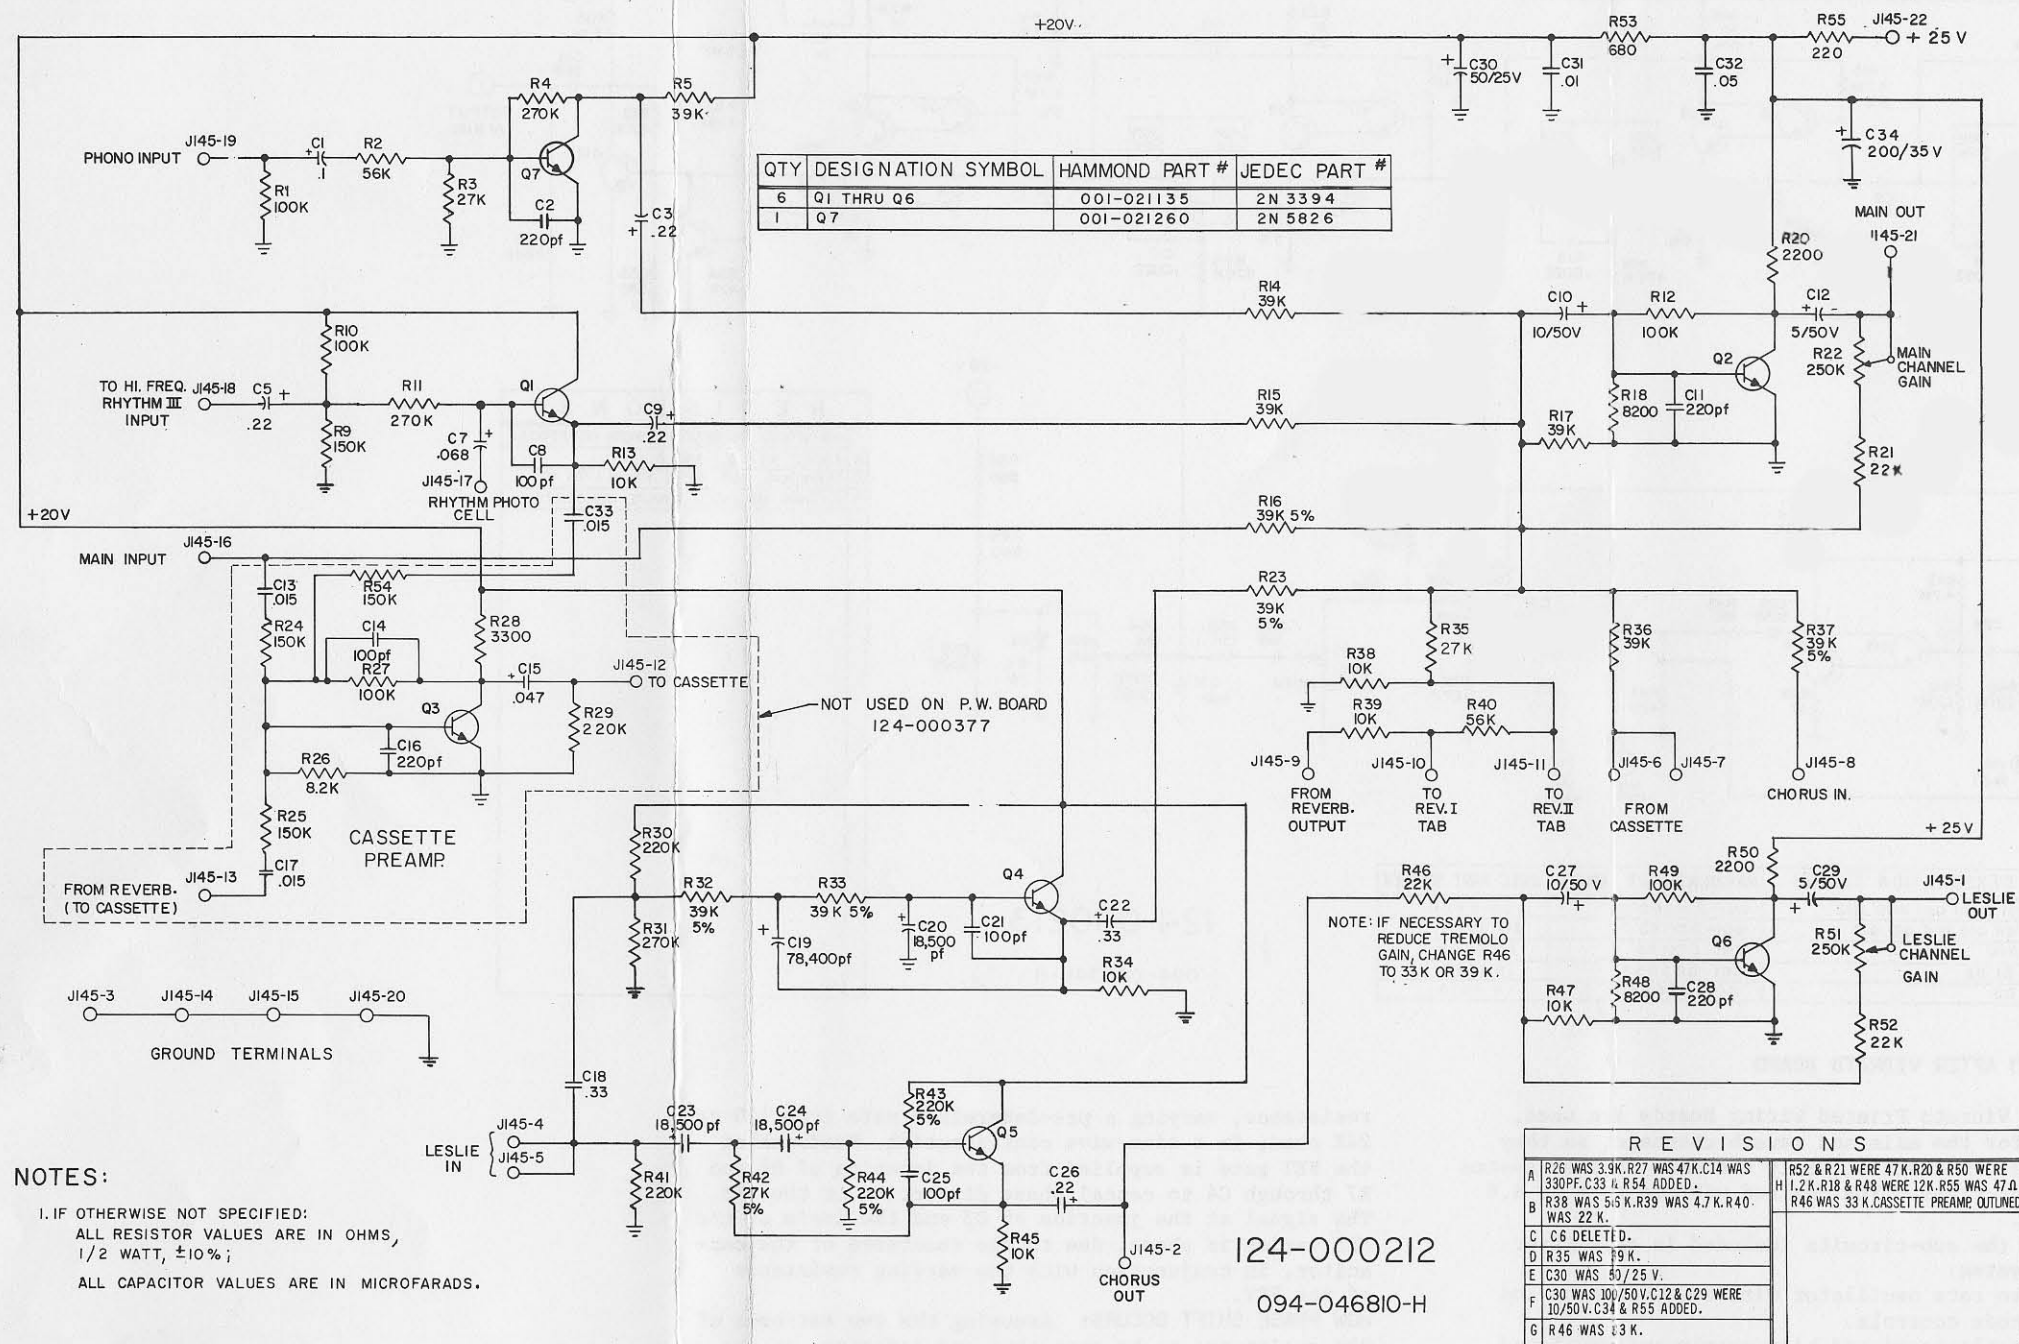 +20V
R53
680
R55
220
J145-22
+ 25 V
+ C30
50/25V
C31
.01
C32
.05
+ C34
200/35 V
R4
270K
R5
39K
J145-19
PHONO INPUT
+ C1
.1
R2
56K
R1
100K
R3
27K
Q7
C2
220pf
C3
+ .22
QTY DESIGNATION SYMBOL HAMMOND PART # JEDEC PART #
6 Q1 THRU Q6 001-021135 2N 3394
1 Q7 001-021260 2N 5826
MAIN OUT
J145-21
R20
2200
R14
39K
C10 +
10/50V
R12
100K
C12
+ -
5/50V
R22
250K
MAIN
CHANNEL
GAIN
Q2
R18
8200
C11
220pf
R17
39K
R21
22K
R10
100K
TO HI. FREQ.
RHYTHM III
INPUT
J145-18
C5 +
.22
R11
270K
Q1
R9
150K
C7 +
.068
J145-17
RHYTHM PHOTO
CELL
C8
100 pf
C9 +
.22
R13
10K
R15
39K
R16
39K 5%
C33
.015
+20V
J145-16
MAIN INPUT
C13
.015
R54
150K
R24
150K
C14
100pf
R27
100K
R28
3300
+ C15
.047
J145-12
TO CASSETTE
Q3
R29
220K
C16
220pf
R26
8.2K
R25
150K
CASSETTE
PREAMP.
C17
.015
J145-13
FROM REVERB.
(TO CASSETTE)
NOT USED ON P.W. BOARD
124-000377
R23
39K
5%
R35
27K
R36
39K
R37
39K
5%
R38
10K
R39
10K
R40
56K
J145-9
FROM
REVERB.
OUTPUT
J145-10
TO
REV. I
TAB
J145-11
TO
REV. II
TAB
J145-6
J145-7
FROM
CASSETTE
J145-8
CHORUS IN.
+ 25V
R30
220K
R31
270K
R32
39K
5%
R33
39K 5%
+ C19
78,400pf
+ C20
18,500
pf
C21
100pf
Q4
+ C22
.33
R34
10K
R46
22K
NOTE: IF NECESSARY TO
REDUCE TREMOLO
GAIN, CHANGE R46
TO 33K OR 39 K.
C27
10/50 V
+
R49
100K
R50
2200
C29
5/50V
+
J145-1
LESLIE
OUT
R51
250K
LESLIE
CHANNEL
GAIN
Q6
R48
8200
C28
220 pf
R47
10K
R52
22 K
J145-3
J145-14
J145-15
J145-20
GROUND TERMINALS
C18
.33
J145-4
LESLIE
IN
J145-5
C23
18,500pf
+
C24
18,500pf
+
R41
220K
R42
27K
5%
R43
220K
5%
R44
220K
5%
C25
100pf
Q5
C26
.22
+
R45
10K
J145-2
CHORUS
OUT
NOTES:
1. IF OTHERWISE NOT SPECIFIED:
ALL RESISTOR VALUES ARE IN OHMS,
1/2 WATT, ±10%;
ALL CAPACITOR VALUES ARE IN MICROFARADS.
124-000212
094-046810-H
REVISIONS
A R26 WAS 3.9K. R27 WAS 47K. C14 WAS
330PF. C33 & R54 ADDED.
B R38 WAS 5.6 K. R39 WAS 4.7K. R40
WAS 22 K.
C C6 DELETED.
D R35 WAS 39K.
E C30 WAS 50/25 V.
F C30 WAS 100/50V. C12 & C29 WERE
10/50V. C34 & R55 ADDED.
G R46 WAS 33 K.
H R52 & R21 WERE 47K. R20 & R50 WERE
1.2K. R18 & R48 WERE 12K. R55 WAS 47Ω
R46 WAS 33 K. CASSETTE PREAMP. OUTLINED